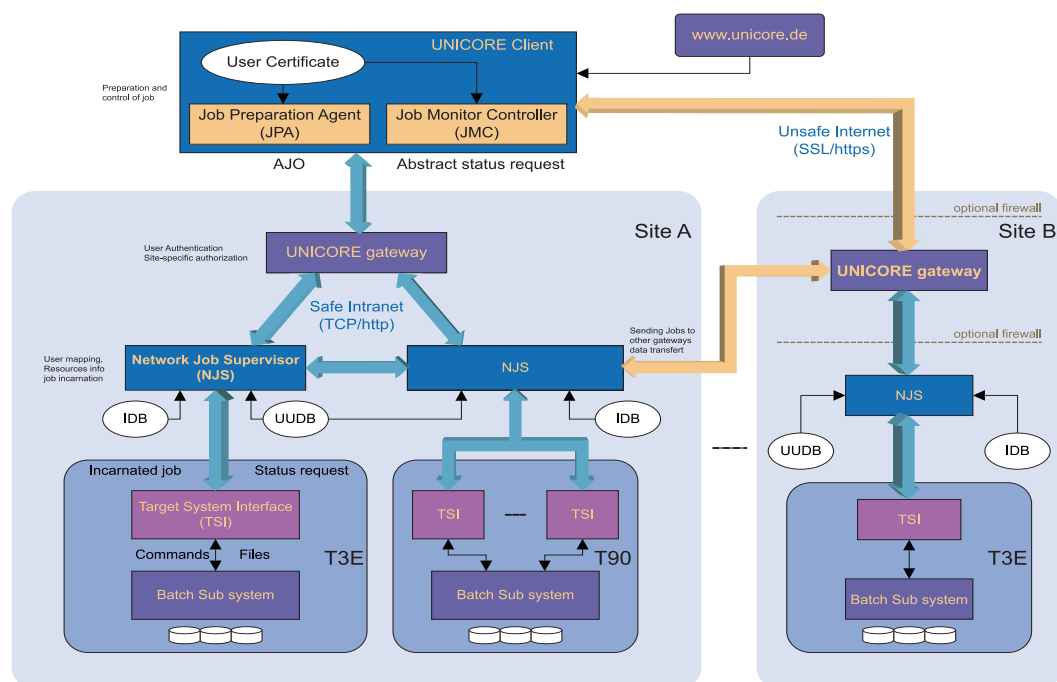 www.unicore.de
UNICORE Client
User Certificate
Preparation and
control of job
Job Preparation Agent
(JPA)
Job Monitor Controller
(JMC)
Unsafe Internet
(SSL/https)
AJO
Abstract status request
optional firewall
Site A
Site B
User Authentication
Site-specific authorization
UNICORE gateway
UNICORE gateway
Safe Intranet
(TCP/http)
Sending Jobs to
other gateways
data transfert
optional firewall
User mapping,
Resources info
job incarnation
Network Job Supervisor
(NJS)
NJS
NJS
IDB
UUDB
IDB
UUDB
IDB
Incarnated job
Status request
Target System Interface
(TSI)
TSI
TSI
TSI
Commands
Files
T3E
T90
T3E
Batch Sub system
Batch Sub system
Batch Sub system